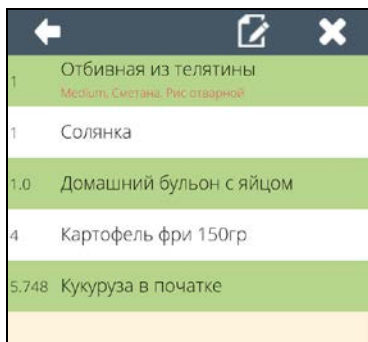 1 Отбивная из телятины
Medium, Сметана, Рис отварной
1 Солянка
1.0 Домашний бульон с яйцом
4 Картофель фри 150гр
5.748 Кукуруза в початке